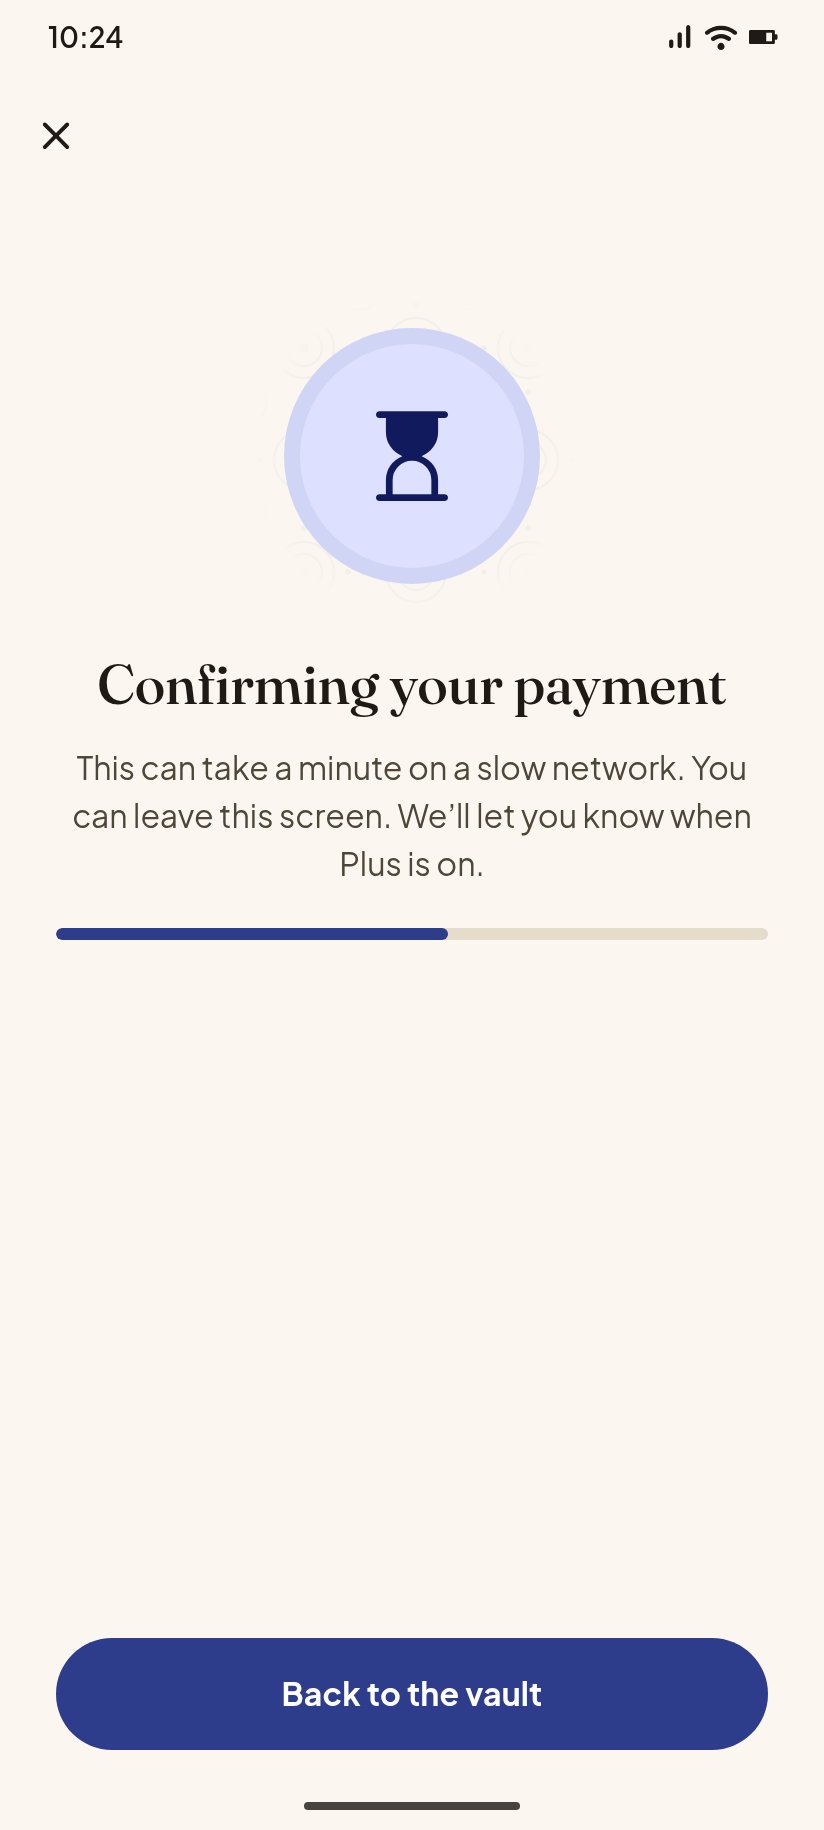 10:24
Confirming your payment
This can take a minute on a slow network. You
can leave this screen. We’ll let you know when
Plus is on.
Back to the vault